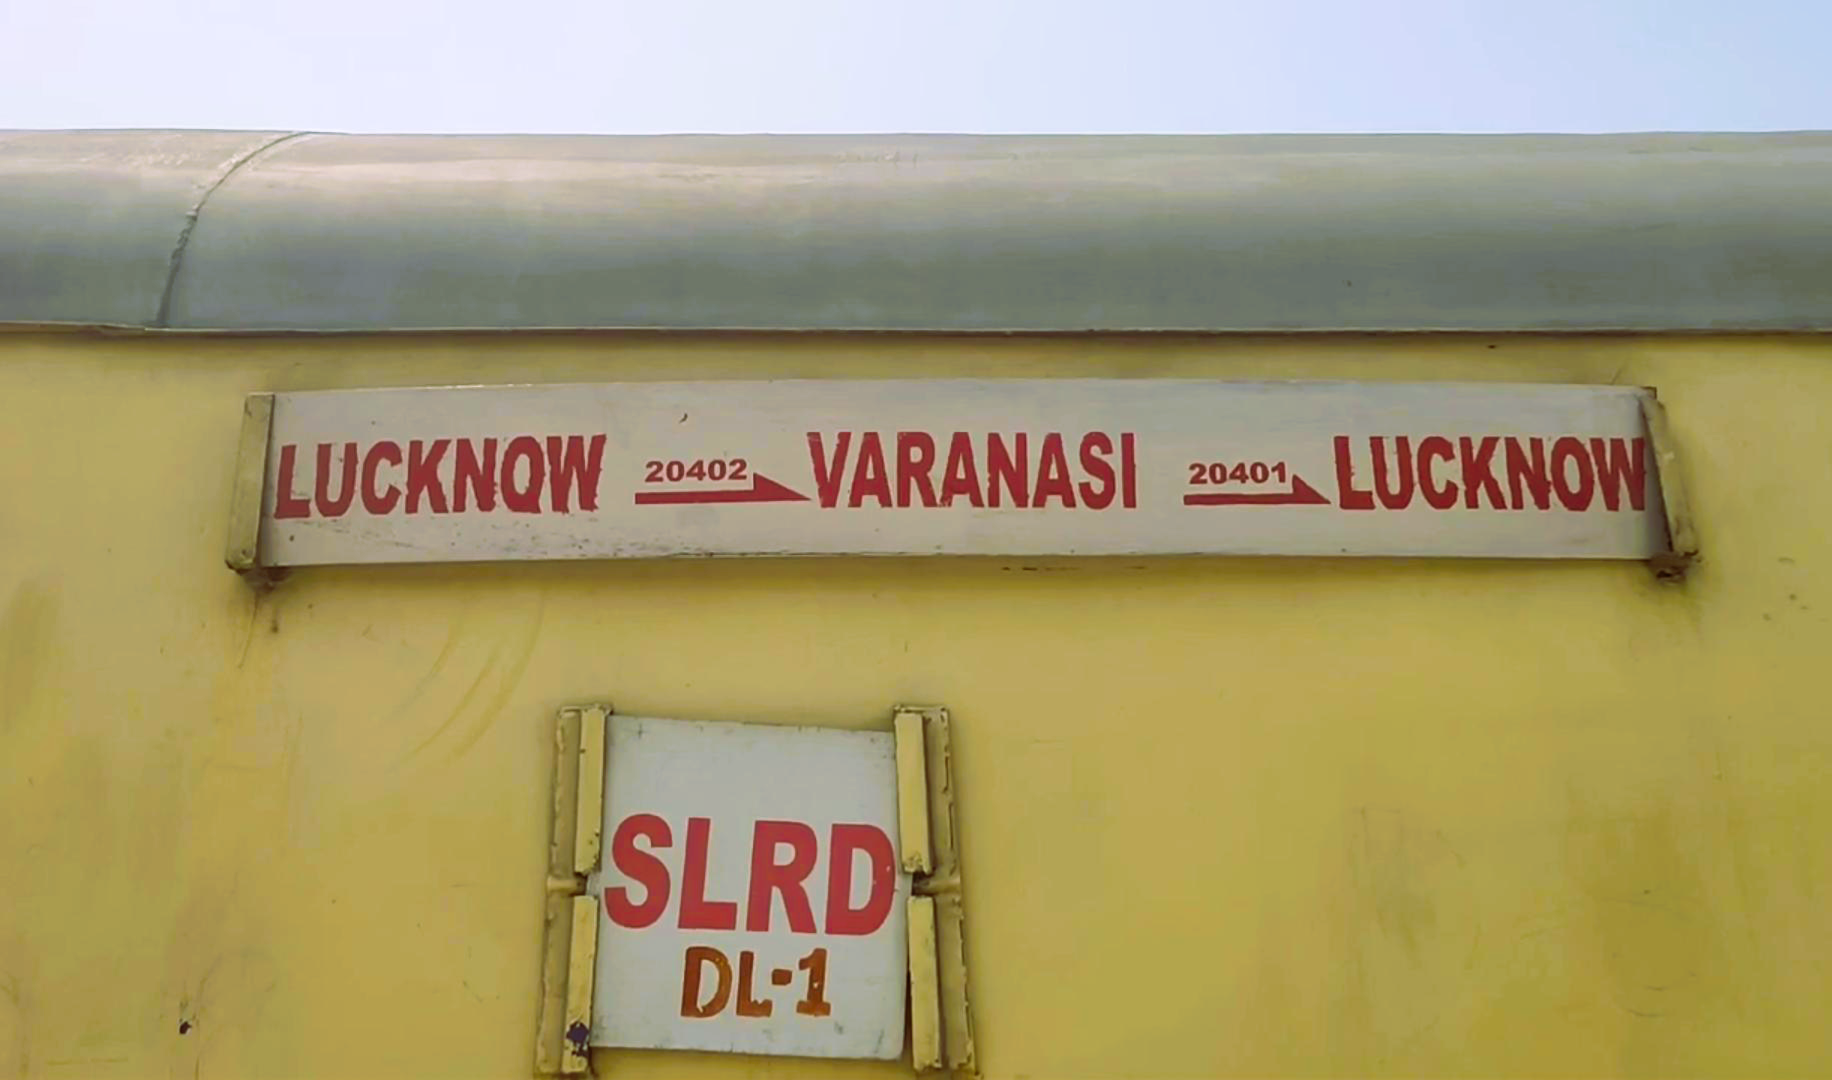 LUCKNOW 20402 VARANASI 20401 LUCKNOW
SLRD
DL-1